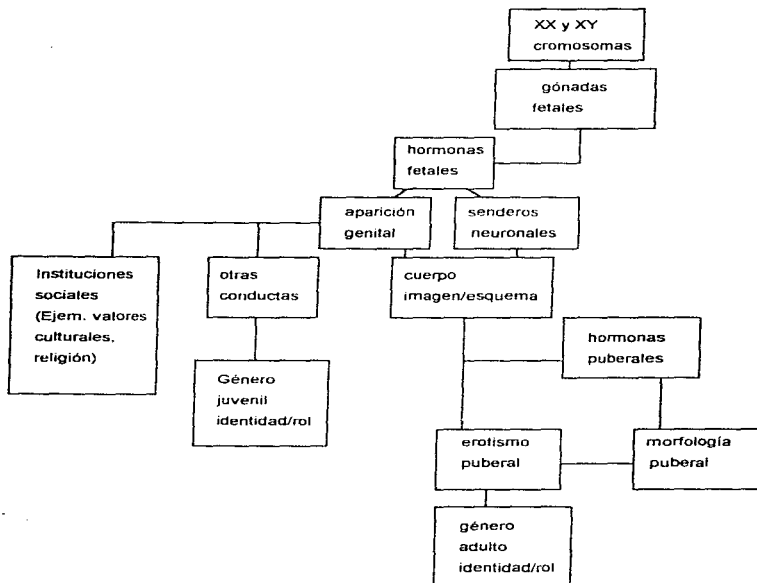 XX y XY
cromosomas
gónadas
fetales
hormonas
fetales
aparición
genital
senderos
neuronales
Instituciones
sociales
(Ejem. valores
culturales,
religión)
otras
conductas
cuerpo
imagen/esquema
hormonas
puberales
Género
juvenil
identidad/rol
erotismo
puberal
morfología
puberal
género
adulto
identidad/rol